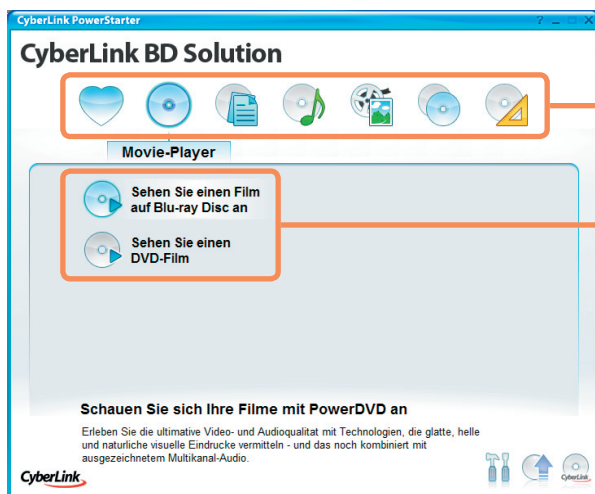 CyberLink PowerStarter
CyberLink BD Solution
Movie-Player
Sehen Sie einen Film
auf Blu-ray Disc an
Sehen Sie einen
DVD-Film
Schauen Sie sich Ihre Filme mit PowerDVD an
Erleben Sie die ultimative Video- und Audioqualitat mit Technologien, die glatte, helle
und naturliche visuelle Eindrucke vermitteln - und das noch kombiniert mit
ausgezeichnetem Multikanal-Audio.
CyberLink
CyberLink